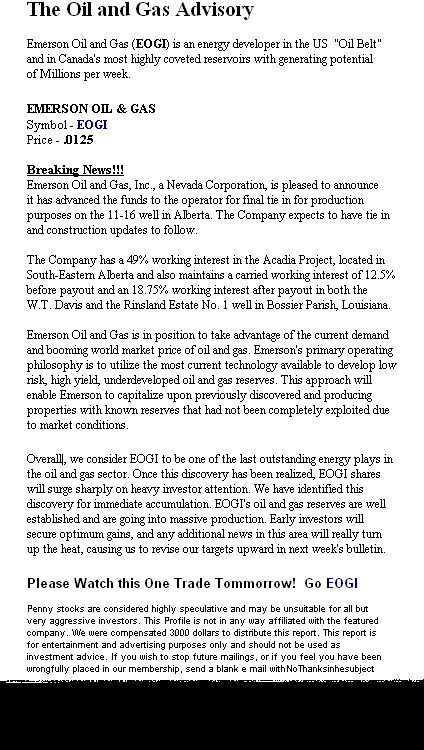 The Oil and Gas Advisory
Emerson Oil and Gas (EOGI) is an energy developer in the US "Oil Belt"
and in Canada's most highly coveted reservoirs with generating potential
of Millions per week.
EMERSON OIL & GAS
Symbol - EOGI
Price - .0125
Breaking News!!!
Emerson Oil and Gas, Inc., a Nevada Corporation, is pleased to announce
it has advanced the funds to the operator for final tie in for production
purposes on the 11-16 well in Alberta. The Company expects to have tie in
and construction updates to follow.
The Company has a 49% working interest in the Acadia Project, located in
South-Eastern Alberta and also maintains a carried working interest of 12.5%
before payout and an 18.75% working interest after payout in both the
W.T. Davis and the Rinsland Estate No. 1 well in Bossier Parish, Louisiana.
Emerson Oil and Gas is in position to take advantage of the current demand
and booming world market price of oil and gas. Emerson's primary operating
philosophy is to utilize the most current technology available to develop low
risk, high yield, underdeveloped oil and gas reserves. This approach will
enable Emerson to capitalize upon previously discovered and producing
properties with known reserves that had not been completely exploited due
to market conditions.
Overall, we consider EOGI to be one of the last outstanding energy plays in
the oil and gas sector. Once this discovery has been realized, EOGI shares
will surge sharply on heavy investor attention. We have identified this
discovery for immediate accumulation. EOGI's oil and gas reserves are well
established and are going into massive production. Early investors will
secure optimum gains, and any additional news in this area will really turn
up the heat, causing us to revise our targets upward in next week's bulletin.
Please Watch this One Trade Tommorrow! Go EOGI
Penny stocks are considered highly speculative and may be unsuitable for all but
very aggressive investors. This Profile is not in any way affiliated with the featured
company. We were compensated 3000 dollars to distribute this report. This report is
for entertainment and advertising purposes only and should not be used as
investment advice. If you wish to stop future mailings, or if you feel you have been
wrongfully placed in our membership, send a blank e mail withNoThanksinhesubject